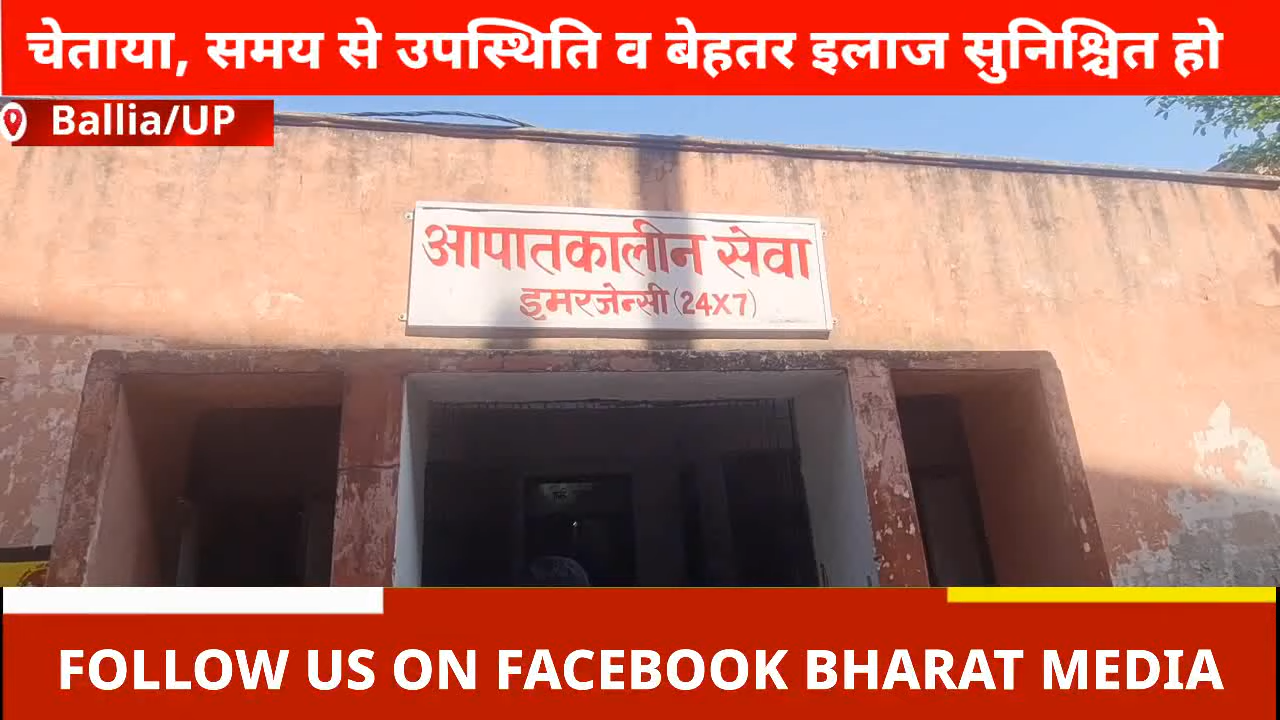 चेताया, समय से उपस्थिति व बेहतर इलाज सुनिश्चित हो
Ballia/UP
आपातकालीन सेवा
इमरजेन्सी (24X7)
FOLLOW US ON FACEBOOK BHARAT MEDIA